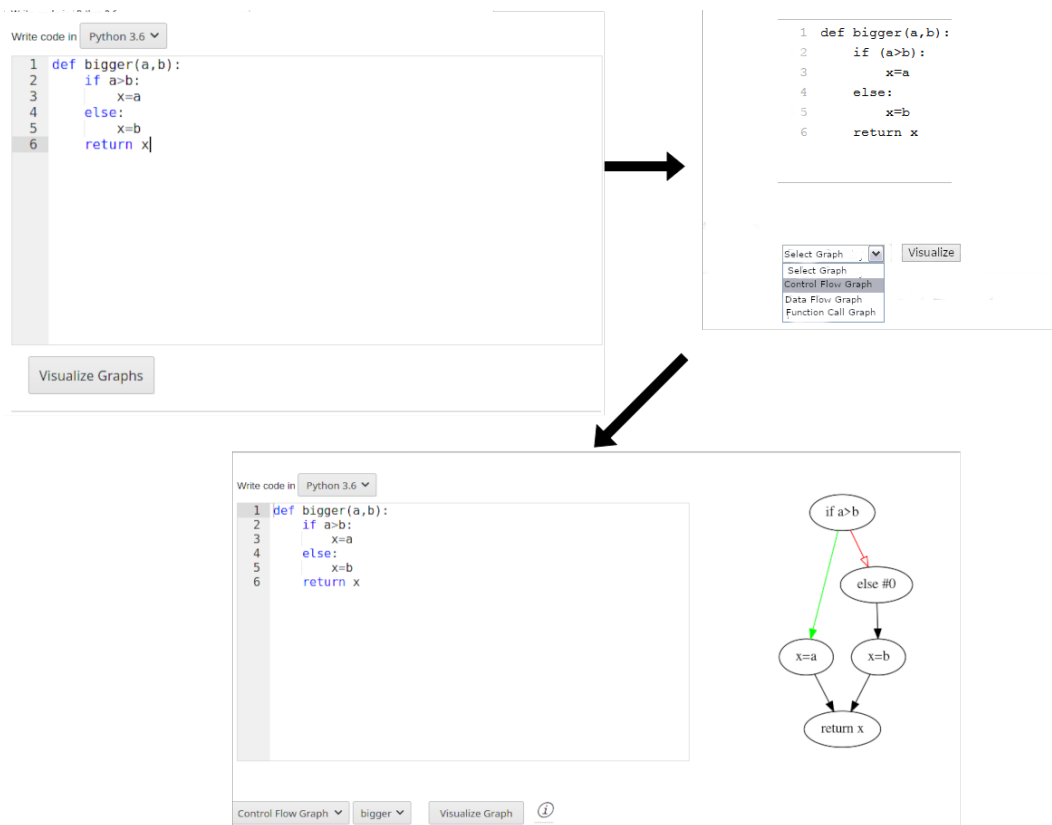 Write code in Python 3.6
1 def bigger(a,b):
2 if a>b:
3 x=a
4 else:
5 x=b
6 return x
Visualize Graphs
1 def bigger(a,b):
2 if (a>b):
3 x=a
4 else:
5 x=b
6 return x
Select Graph
Visualize
Select Graph
Control Flow Graph
Data Flow Graph
Function Call Graph
Write code in Python 3.6
1 def bigger(a,b):
2 if a>b:
3 x=a
4 else:
5 x=b
6 return x
if a>b
else #0
x=a x=b
return x
Control Flow Graph bigger Visualize Graph i